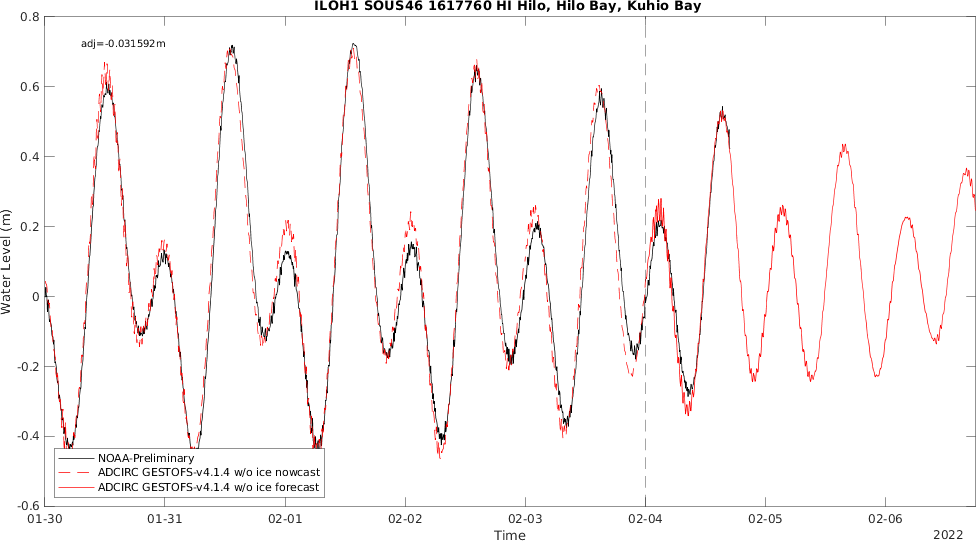 ILOH1 SOUS46 1617760 HI Hilo, Hilo Bay, Kuhio Bay
adj=-0.031592m
0.8
0.6
0.4
0.2
0
-0.2
-0.4
-0.6
Water Level (m)
NOAA-Preliminary
ADCIRC GESTOFS-v4.1.4 w/o ice nowcast
ADCIRC GESTOFS-v4.1.4 w/o ice forecast
01-30 01-31 02-01 02-02 02-03 02-04 02-05 02-06
Time
2022